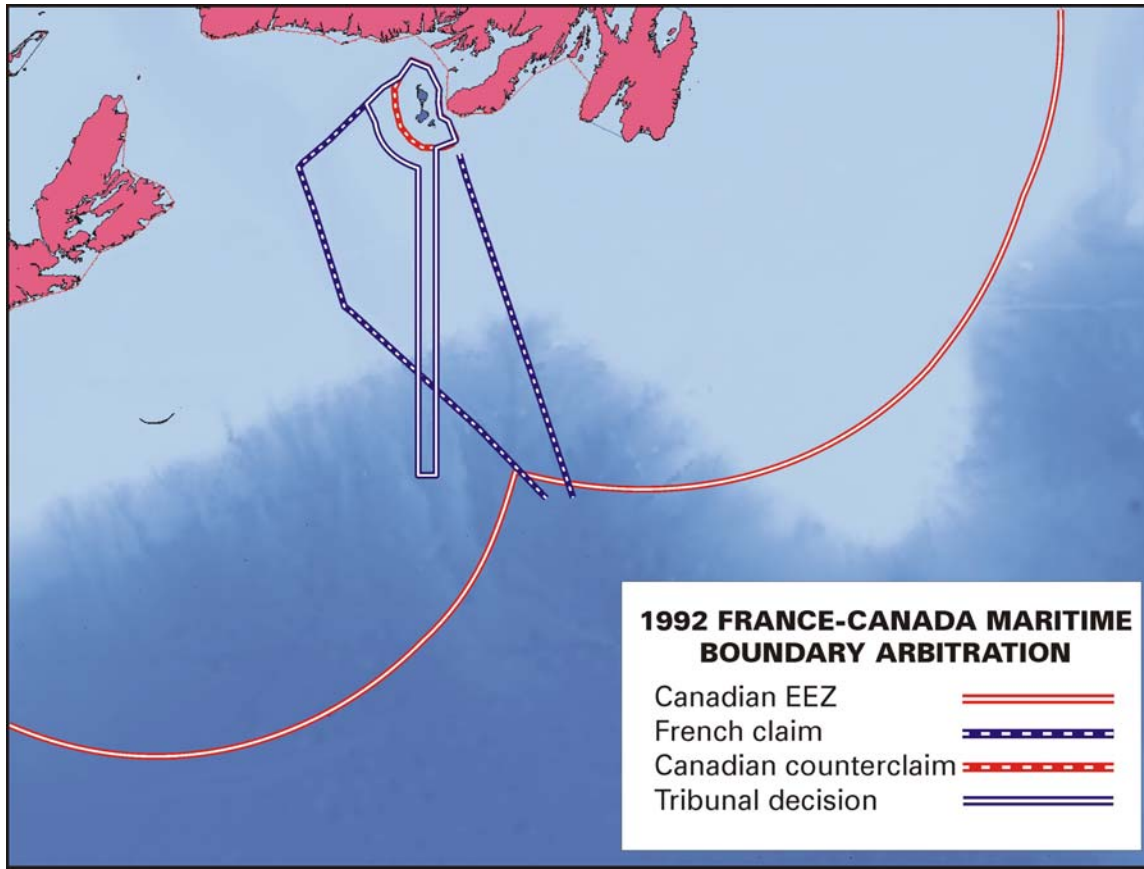 1992 FRANCE-CANADA MARITIME
BOUNDARY ARBITRATION
Canadian EEZ
French claim
Canadian counterclaim
Tribunal decision